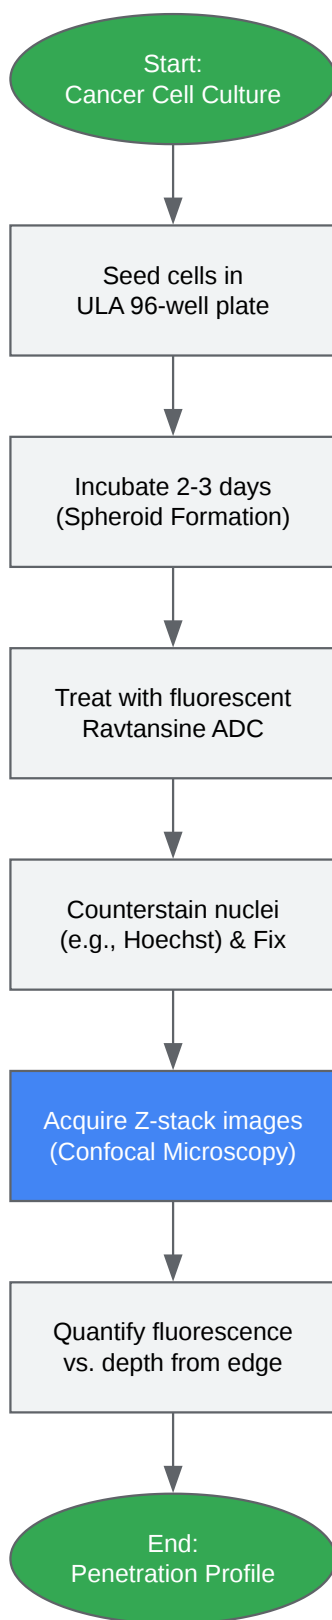 Start:
Cancer Cell Culture
Seed cells in
ULA 96-well plate
Incubate 2-3 days
(Spheroid Formation)
Treat with fluorescent
Ravtansine ADC
Counterstain nuclei
(e.g., Hoechst) & Fix
Acquire Z-stack images
(Confocal Microscopy)
Quantify fluorescence
vs. depth from edge
End:
Penetration Profile